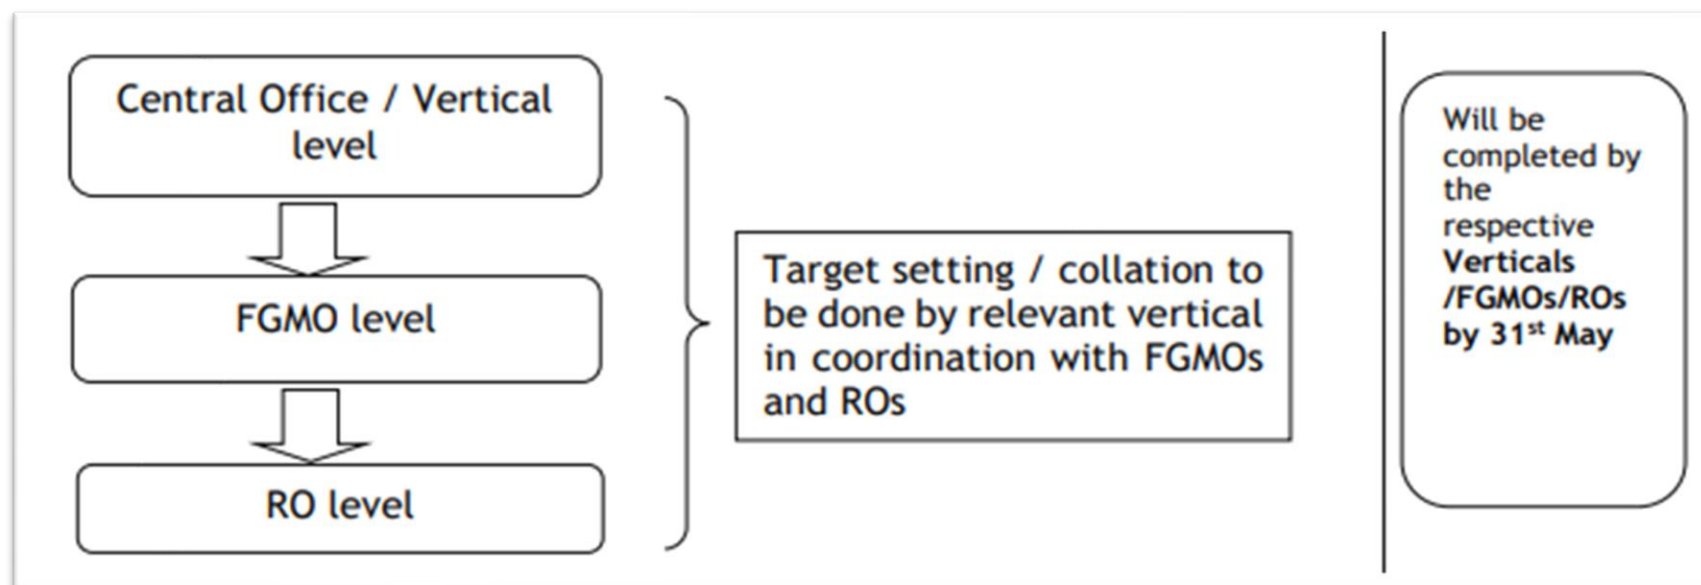 Central Office / Vertical
level
FGMO level
RO level
Target setting / collation to
be done by relevant vertical
in coordination with FGMOs
and ROs
Will be
completed by
the
respective
Verticals
/FGMOs/ROs
by 31st May